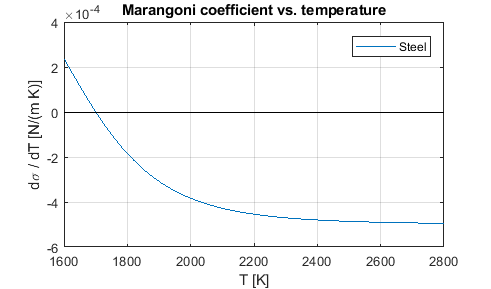 Marangoni coefficient vs. temperature
×10⁻⁴
4
2
0
-2
-4
-6
dσ / dT [N/(m K)]
Steel
1600 1800 2000 2200 2400 2600 2800
T [K]